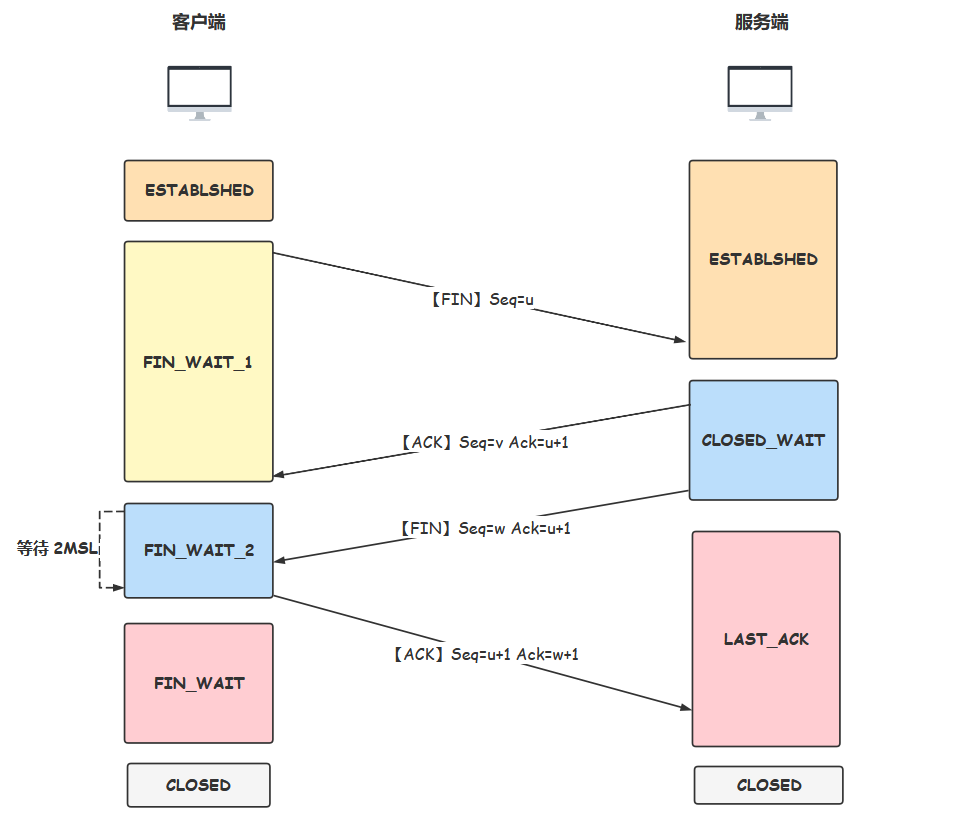 客户端
服务端
ESTABLSHED
ESTABLSHED
【FIN】Seq=u
FIN_WAIT_1
【ACK】Seq=v Ack=u+1
CLOSED_WAIT
【FIN】Seq=w Ack=u+1
等待 2MSL
FIN_WAIT_2
LAST_ACK
【ACK】Seq=u+1 Ack=w+1
FIN_WAIT
CLOSED
CLOSED